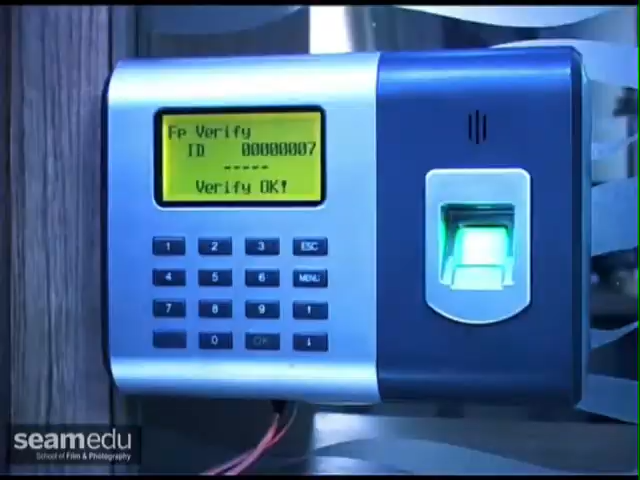 Fp Verify
ID 00000007
-----
Verify OK!
1 2 3 ESC
4 5 6 MENU
7 8 9 ↑
0 OK ↓
seamedu
School of Film & Photography